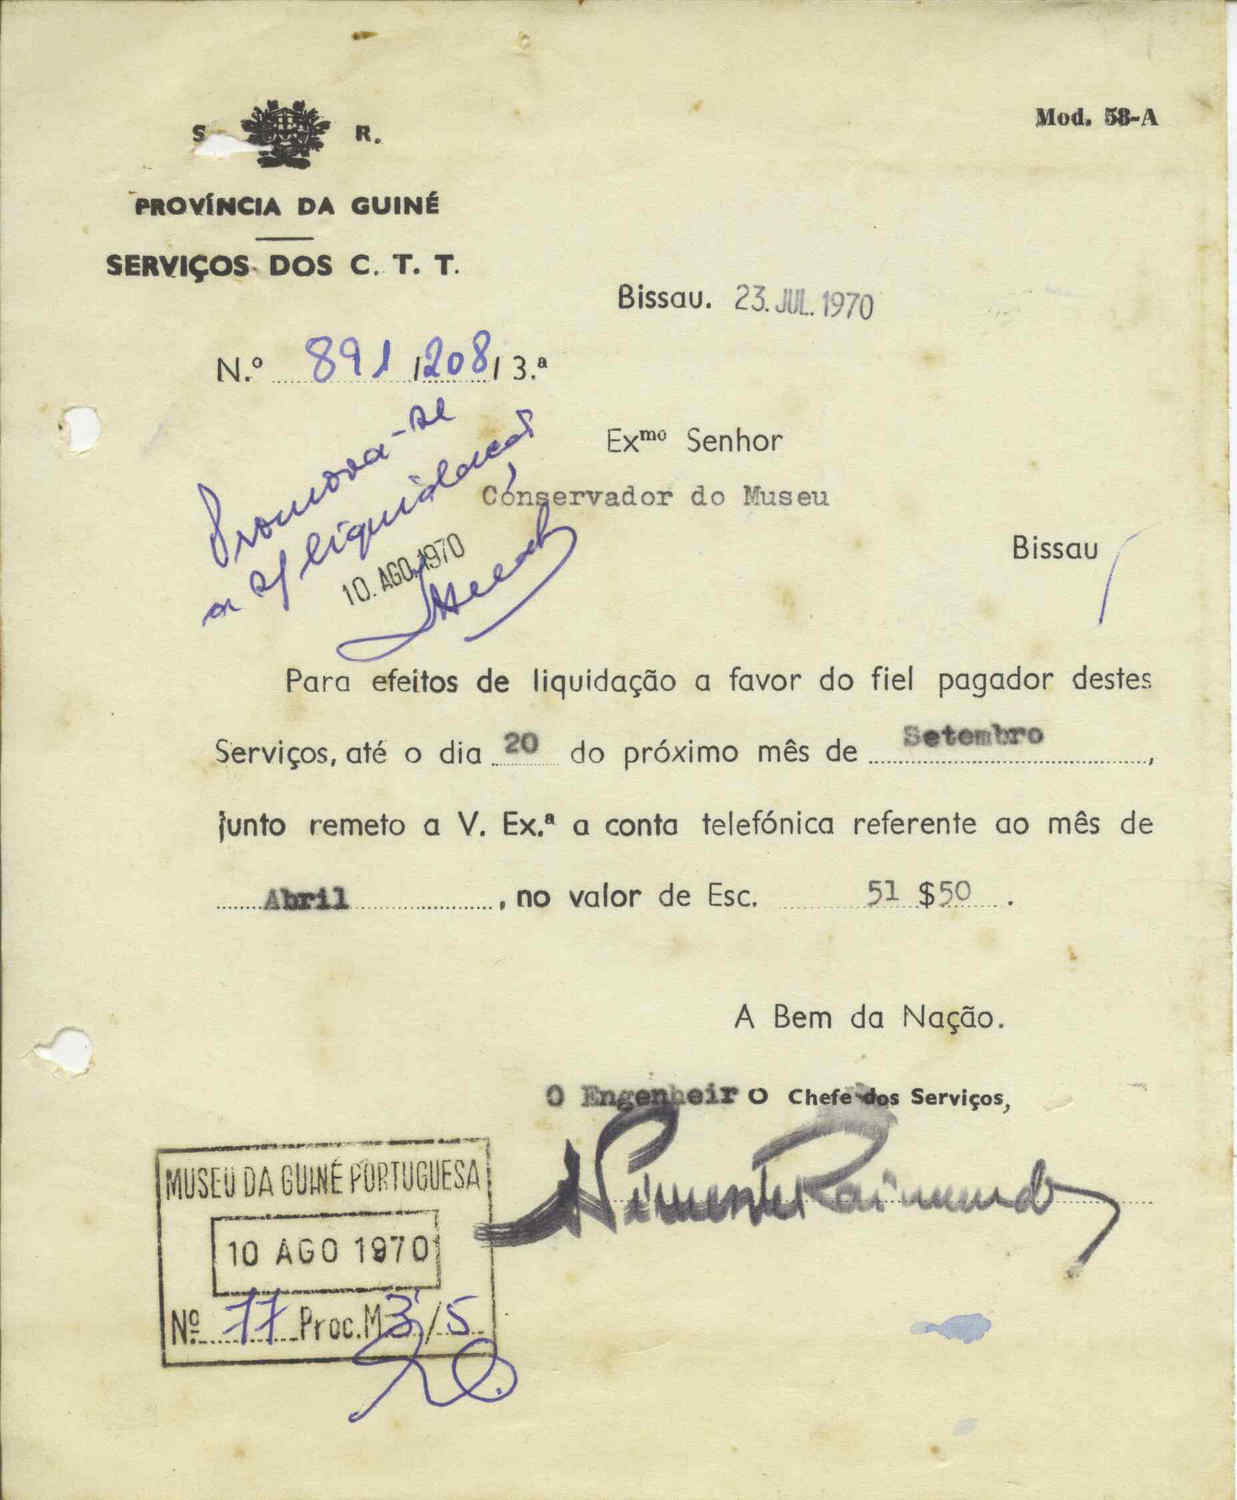 S. R.
Mod. 58-A
PROVÍNCIA DA GUINÉ
SERVIÇOS DOS C. T. T.
Bissau. 23. JUL. 1970
N.º 891/208/3.ª
Promova-se
a s/ liquidação
10. AGO. 1970
Exmo Senhor
Conservador do Museu
Bissau
Para efeitos de liquidação a favor do fiel pagador destes
Serviços, até o dia 20 do próximo mês de Setembro,
junto remeto a V. Ex.ª a conta telefónica referente ao mês de
Abril, no valor de Esc. 51 $50.
A Bem da Nação.
O Engenheiro Chefe dos Serviços,
Raimundo
MUSEU DA GUINÉ PORTUGUESA
10 AGO 1970
Nº 77 Proc. M 3/5